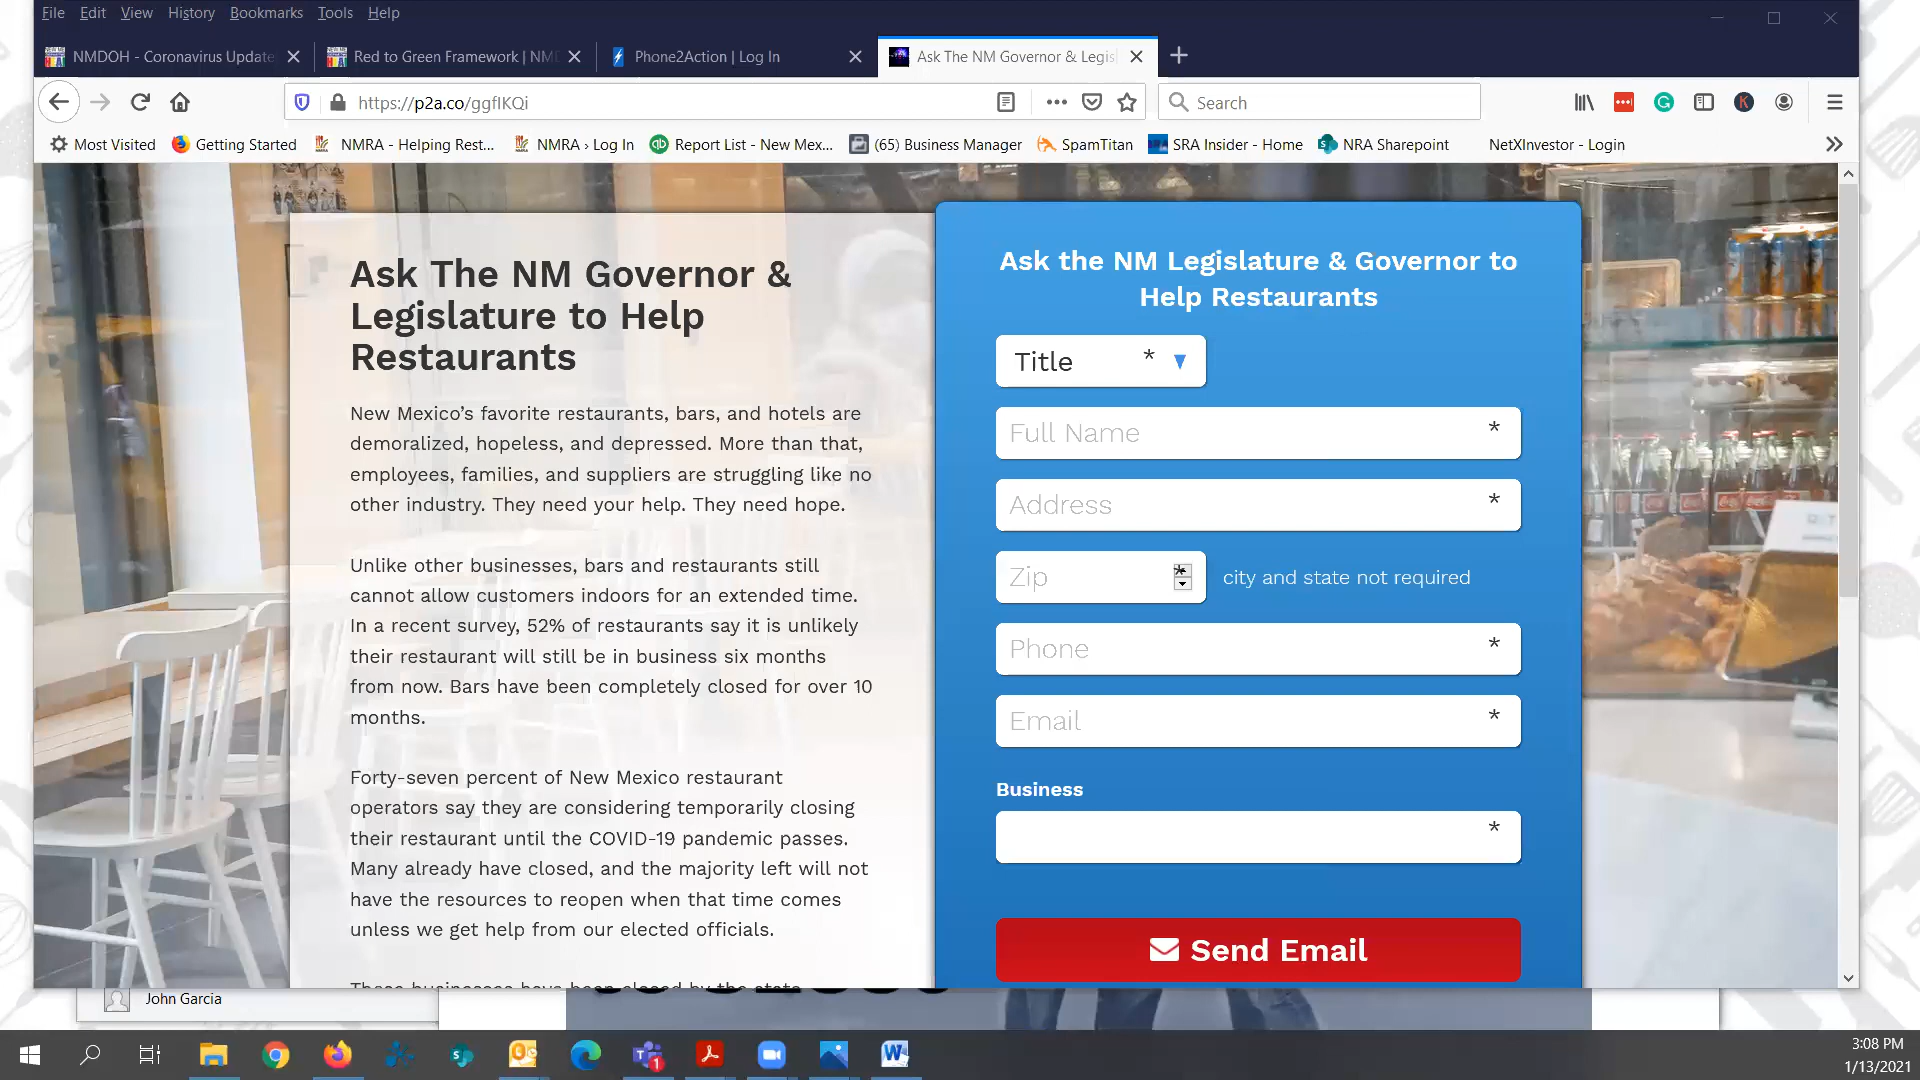 File Edit View History Bookmarks Tools Help
NMDOH - Coronavirus Update
Red to Green Framework | NM
Phone2Action | Log In
Ask The NM Governor & Legis
https://p2a.co/ggfIKQi
Search
Most Visited
Getting Started
NMRA - Helping Rest...
NMRA › Log In
Report List - New Mex...
(65) Business Manager
SpamTitan
SRA Insider - Home
NRA Sharepoint
NetXInvestor - Login
Ask The NM Governor &
Legislature to Help
Restaurants
New Mexico’s favorite restaurants, bars, and hotels are
demoralized, hopeless, and depressed. More than that,
employees, families, and suppliers are struggling like no
other industry. They need your help. They need hope.
Unlike other businesses, bars and restaurants still
cannot allow customers indoors for an extended time.
In a recent survey, 52% of restaurants say it is unlikely
their restaurant will still be in business six months
from now. Bars have been completely closed for over 10
months.
Forty-seven percent of New Mexico restaurant
operators say they are considering temporarily closing
their restaurant until the COVID-19 pandemic passes.
Many already have closed, and the majority left will not
have the resources to reopen when that time comes
unless we get help from our elected officials.
These businesses have been closed by the state
Ask the NM Legislature & Governor to
Help Restaurants
Title *
Full Name *
Address *
Zip *
city and state not required
Phone *
Email *
Business
*
Send Email
John Garcia
3:08 PM
1/13/2021